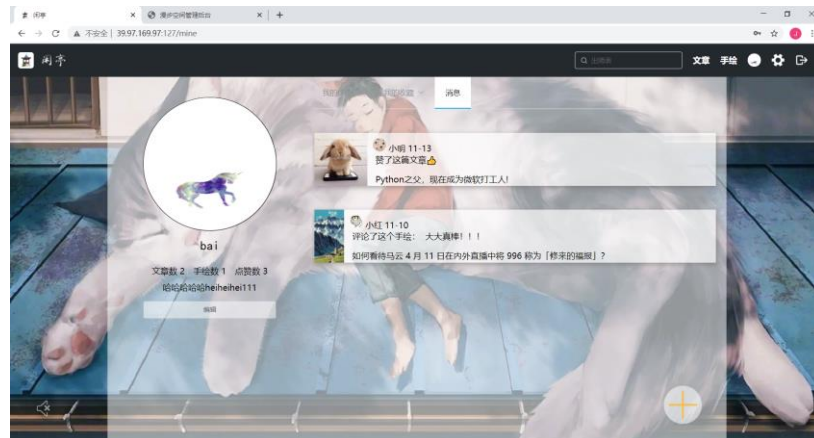 闲亭
漫步空间管理后台
不安全 | 39.97.169.97:127/mine
闲亭
文章 手绘
我的收藏 消息
小明 11-13
赞了这篇文章👍
Python之父,现在成为微软打工人!
小红 11-10
评论了这个手绘: 大大真棒!!!
如何看待马云 4 月 11 日在内外直播中将 996 称为「修来的福报」?
bai
文章数 2 手绘数 1 点赞数 3
哈哈哈哈哈heiheihei111
编辑